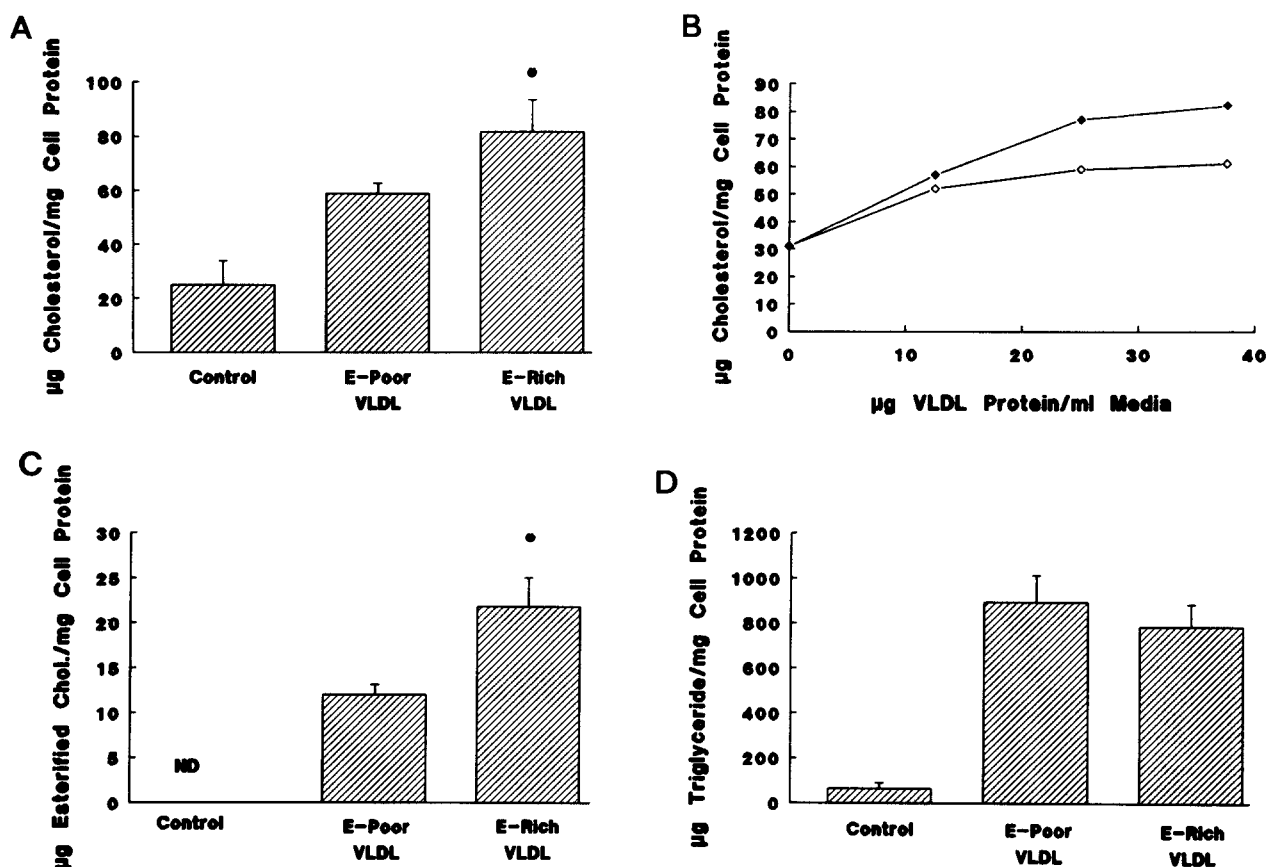 A
µg Cholesterol/mg Cell Protein
100
80
60
40
20
0
Control
E-Poor
VLDL
E-Rich
VLDL
B
µg Cholesterol/mg Cell Protein
90
80
70
60
50
40
30
20
10
0
0
10
20
30
40
µg VLDL Protein/ml Media
C
µg Esterified Chol./mg Cell Protein
30
25
20
15
10
5
0
ND
Control
E-Poor
VLDL
E-Rich
VLDL
D
µg Triglyceride/mg Cell Protein
1200
1000
800
600
400
200
0
Control
E-Poor
VLDL
E-Rich
VLDL